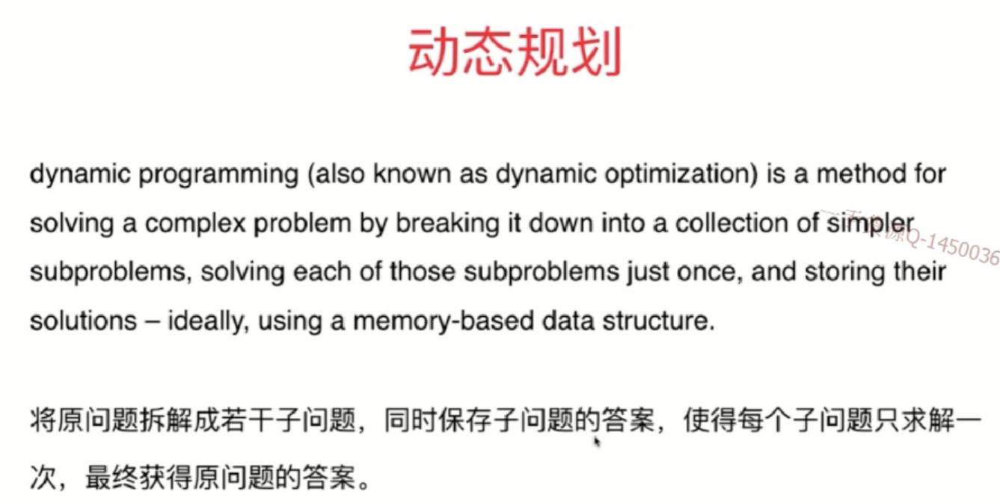 动态规划
dynamic programming (also known as dynamic optimization) is a method for
solving a complex problem by breaking it down into a collection of simpler
subproblems, solving each of those subproblems just once, and storing their
solutions – ideally, using a memory-based data structure.
将原问题拆解成若干子问题，同时保存子问题的答案，使得每个子问题只求解一
次，最终获得原问题的答案。
Q-1450036